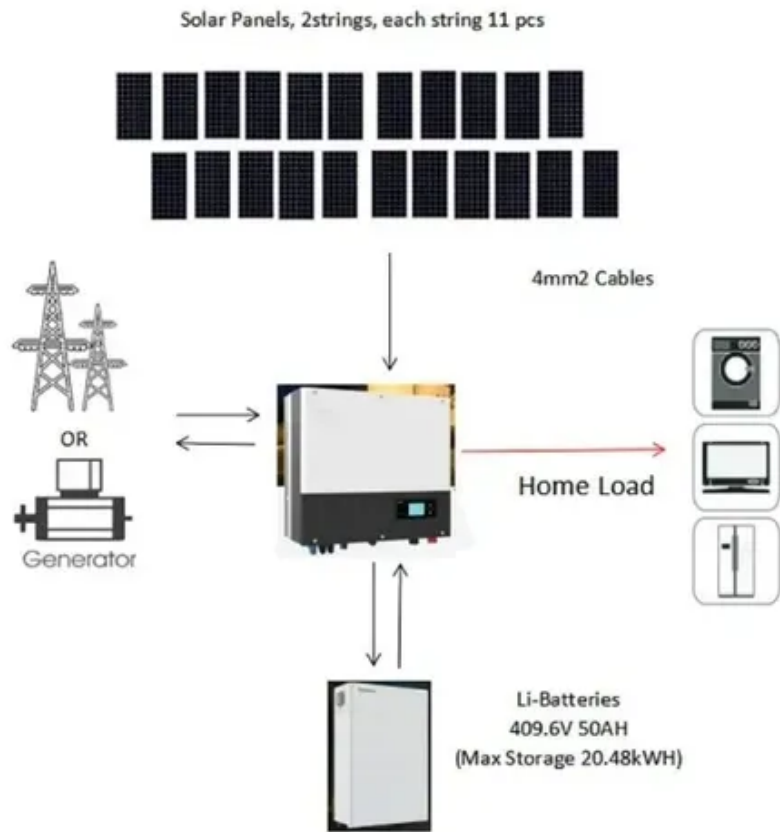 Solar Panels, 2strings, each string 11 pcs
4mm2 Cables
OR
Generator
Home Load
Li-Batteries
409.6V 50AH
(Max Storage 20.48kWH)